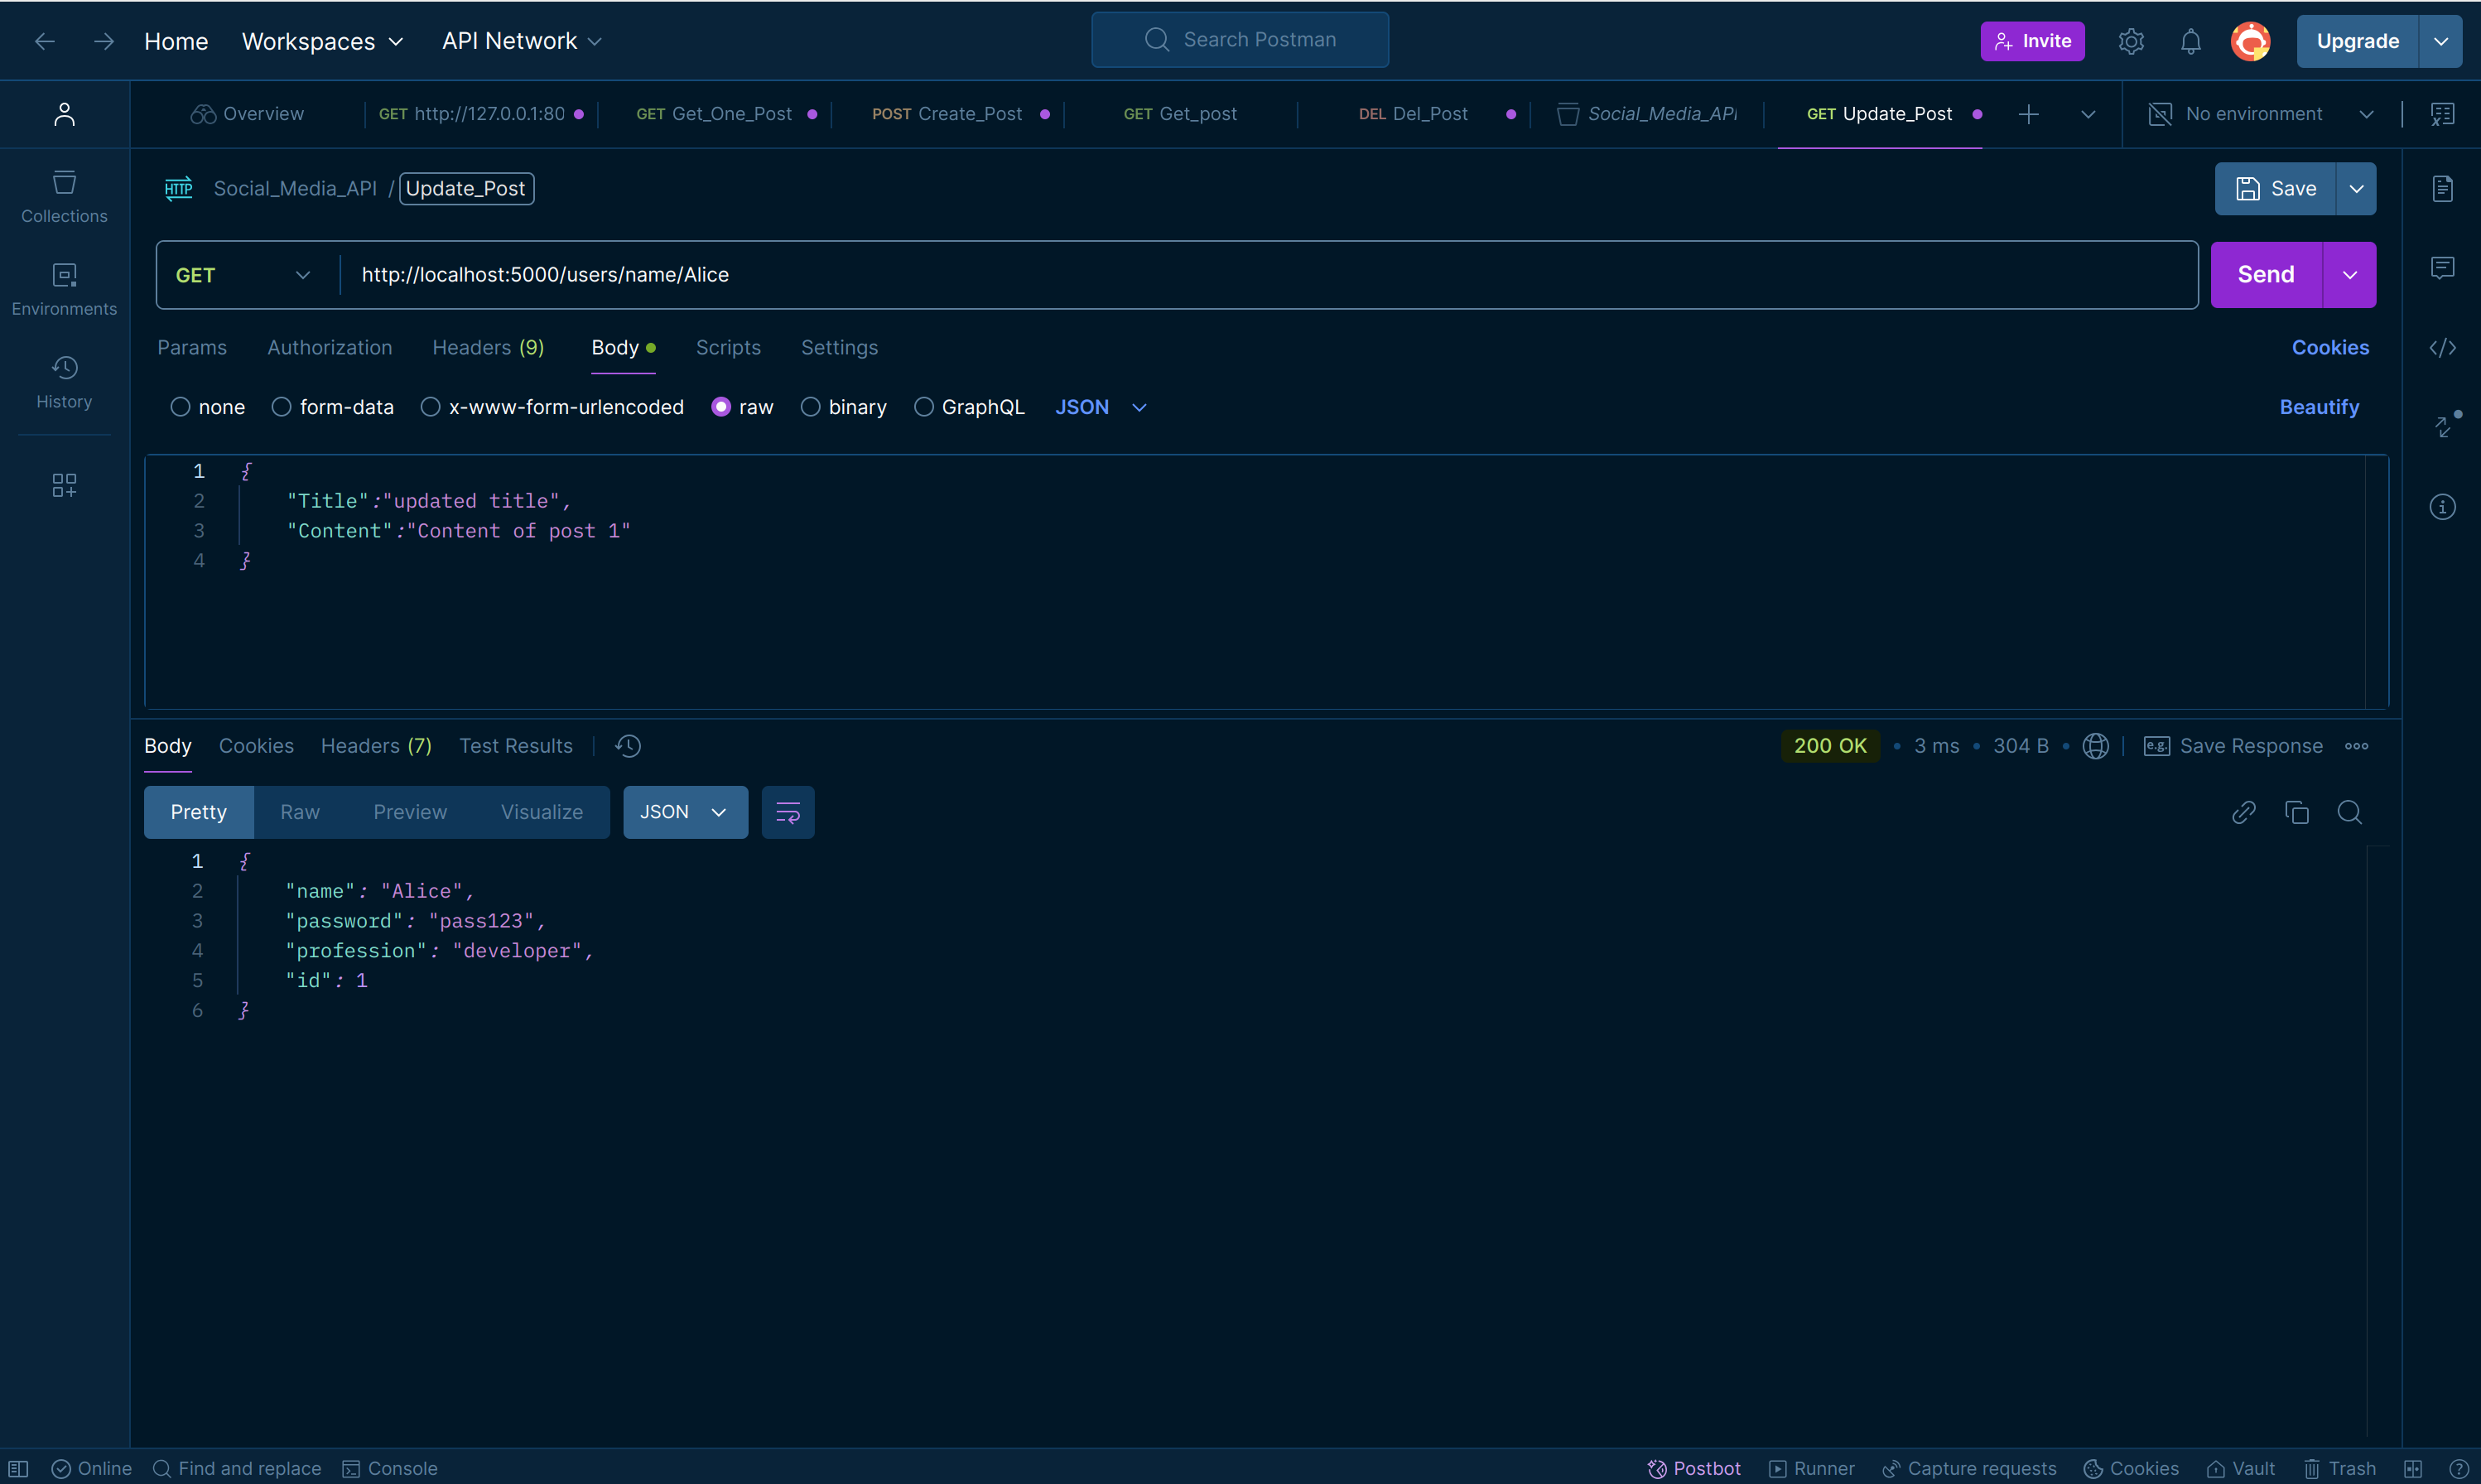 Home Workspaces API Network Search Postman Invite Upgrade
Overview GET http://127.0.0.1:80 GET Get_One_Post POST Create_Post GET Get_post DEL Del_Post Social_Media_API GET Update_Post No environment
HTTP Social_Media_API / Update_Post Save
Collections
GET http://localhost:5000/users/name/Alice Send
Environments
Params Authorization Headers (9) Body Scripts Settings Cookies
History
none form-data x-www-form-urlencoded raw binary GraphQL JSON Beautify
1 {
2 "Title":"updated title",
3 "Content":"Content of post 1"
4 }
Body Cookies Headers (7) Test Results 200 OK • 3 ms • 304 B • e.g. Save Response
Pretty Raw Preview Visualize JSON
1 {
2 "name": "Alice",
3 "password": "pass123",
4 "profession": "developer",
5 "id": 1
6 }
Online Find and replace Console Postbot Runner Capture requests Cookies Vault Trash